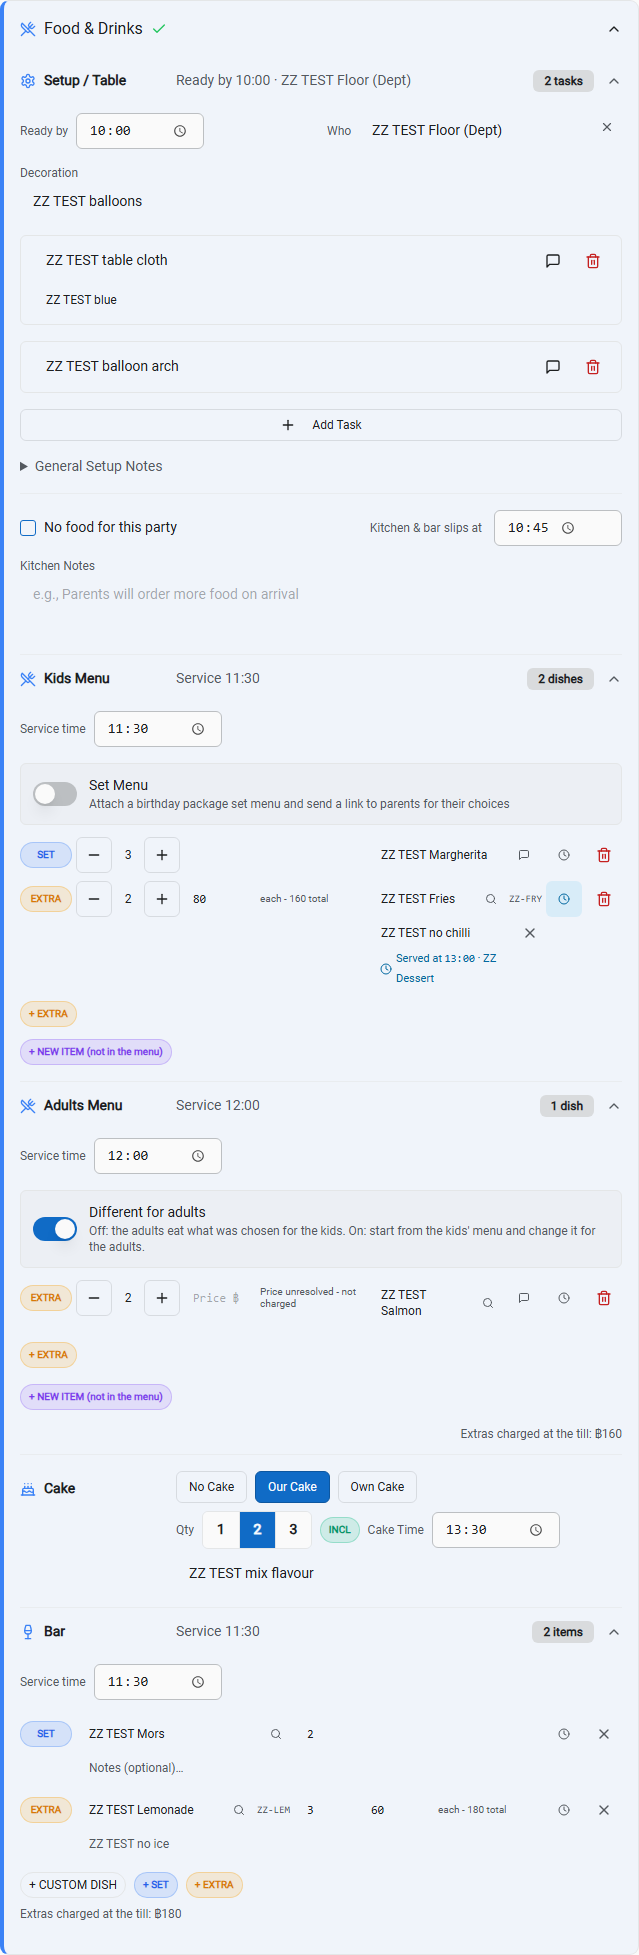 Food & Drinks
Setup / Table Ready by 10:00 · ZZ TEST Floor (Dept) 2 tasks
Ready by 10:00 Who ZZ TEST Floor (Dept)
Decoration
ZZ TEST balloons
ZZ TEST table cloth
ZZ TEST blue
ZZ TEST balloon arch
+ Add Task
General Setup Notes
No food for this party Kitchen & bar slips at 10:45
Kitchen Notes
e.g., Parents will order more food on arrival
Kids Menu Service 11:30 2 dishes
Service time 11:30
Set Menu
Attach a birthday package set menu and send a link to parents for their choices
SET − 3 + ZZ TEST Margherita
EXTRA − 2 + 80 each - 160 total ZZ TEST Fries ZZ-FRY
ZZ TEST no chilli
Served at 13:00 · ZZ
Dessert
+ EXTRA
+ NEW ITEM (not in the menu)
Adults Menu Service 12:00 1 dish
Service time 12:00
Different for adults
Off: the adults eat what was chosen for the kids. On: start from the kids' menu and change it for
the adults.
EXTRA − 2 + Price ฿ Price unresolved - not
charged
ZZ TEST
Salmon
+ EXTRA
+ NEW ITEM (not in the menu)
Extras charged at the till: ฿160
Cake No Cake Our Cake Own Cake
Qty 1 2 3 INCL Cake Time 13:30
ZZ TEST mix flavour
Bar Service 11:30 2 items
Service time 11:30
SET ZZ TEST Mors 2
Notes (optional)...
EXTRA ZZ TEST Lemonade ZZ-LEM 3 60 each - 180 total
ZZ TEST no ice
+ CUSTOM DISH + SET + EXTRA
Extras charged at the till: ฿180